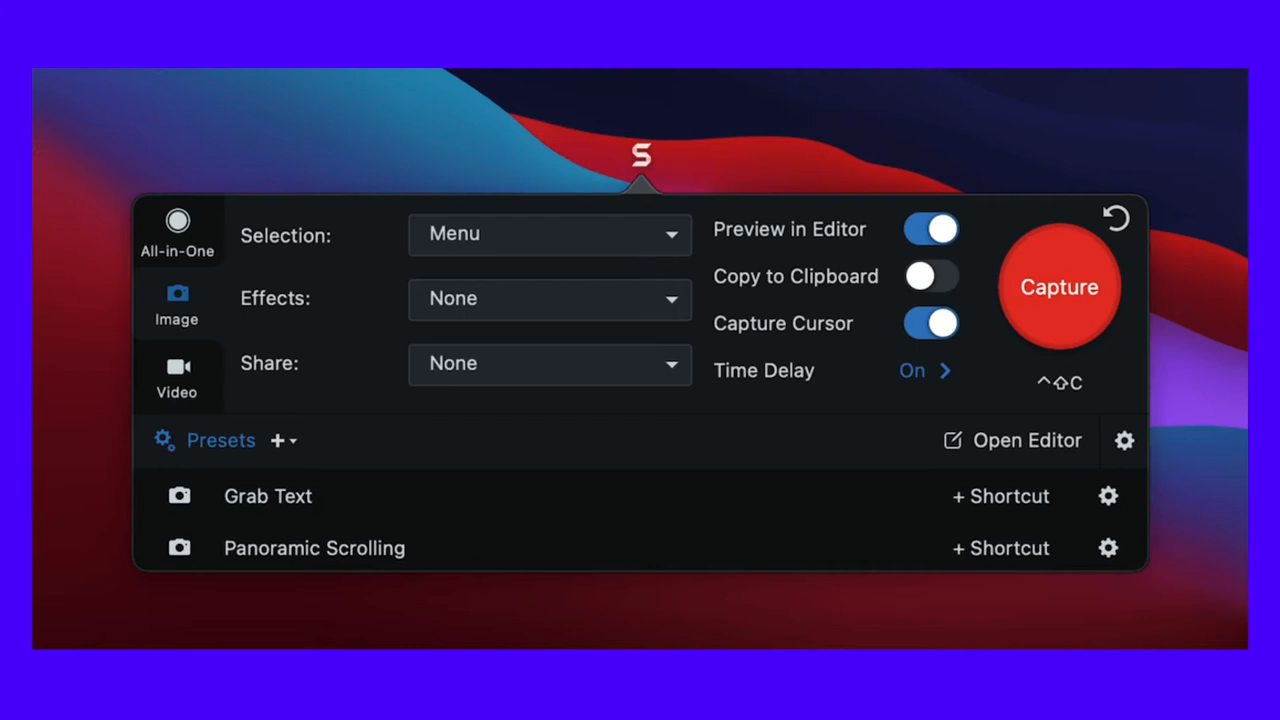 S
All-in-One
Image
Video
Selection: Menu
Effects: None
Share: None
Preview in Editor
Copy to Clipboard
Capture Cursor
Time Delay On
Capture
^⇧C
Presets
Open Editor
Grab Text + Shortcut
Panoramic Scrolling + Shortcut